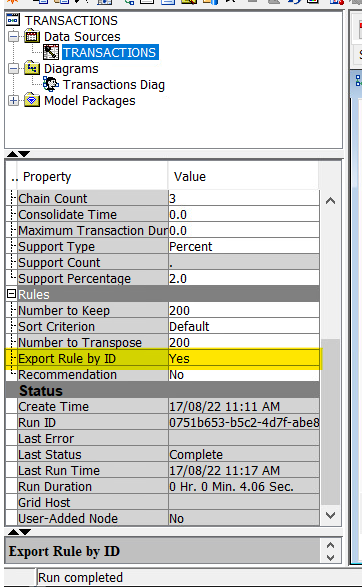 TRANSACTIONS
Data Sources
TRANSACTIONS
Diagrams
Transactions Diag
Model Packages
.. Property Value
Chain Count 3
Consolidate Time 0.0
Maximum Transaction Dur 0.0
Support Type Percent
Support Count .
Support Percentage 2.0
Rules
Number to Keep 200
Sort Criterion Default
Number to Transpose 200
Export Rule by ID Yes
Recommendation No
Status
Create Time 17/08/22 11:11 AM
Run ID 0751b653-b5c2-4d7f-abe8
Last Error
Last Status Complete
Last Run Time 17/08/22 11:17 AM
Run Duration 0 Hr. 0 Min. 4.06 Sec.
Grid Host
User-Added Node No
Export Rule by ID
Run completed